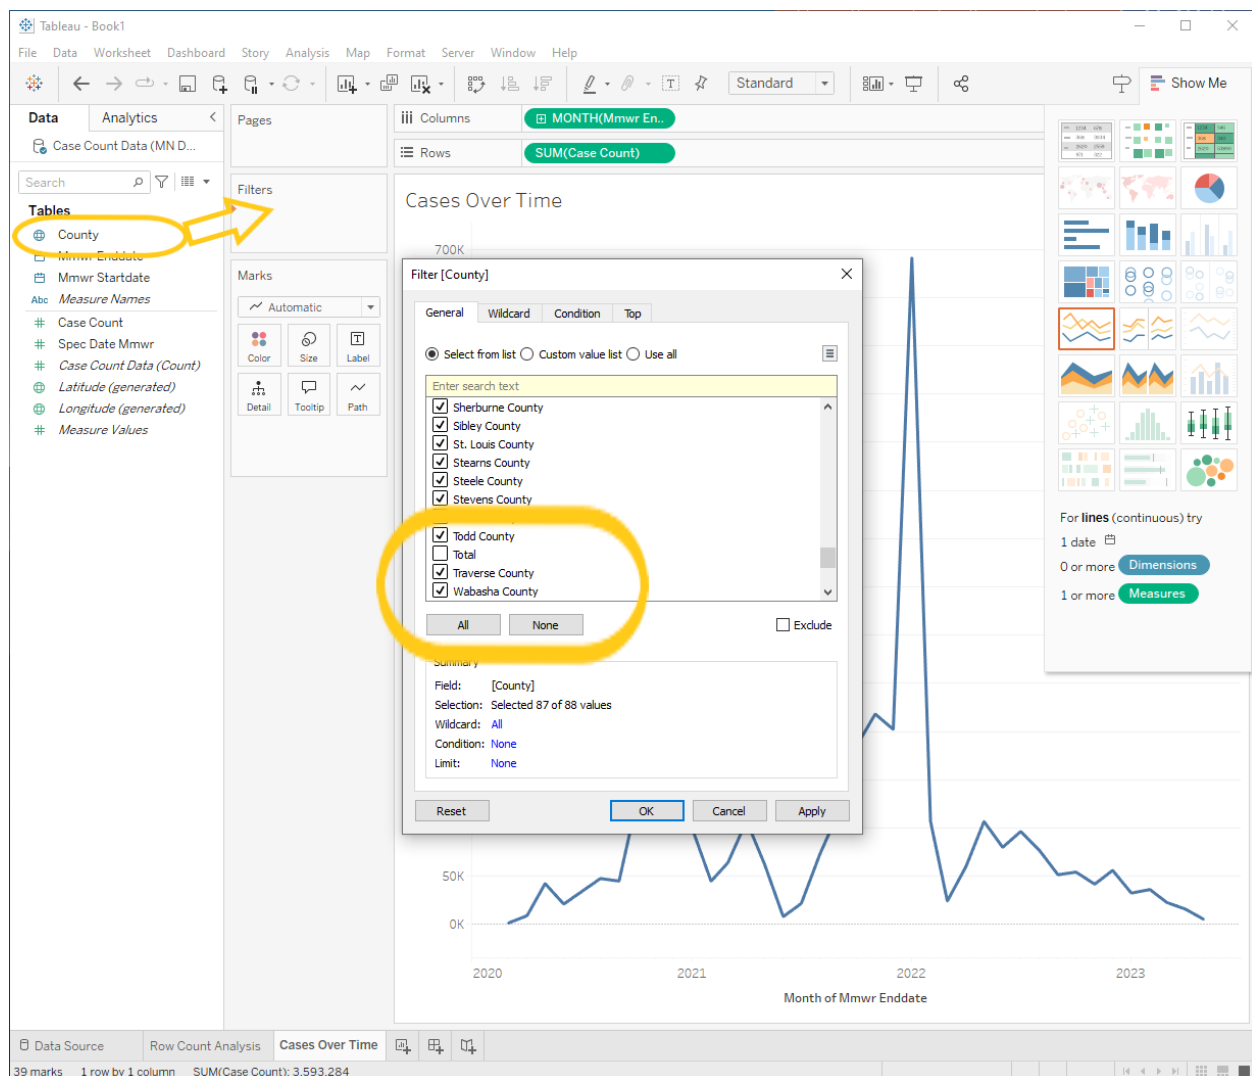 Tableau - Book1
File Data Worksheet Dashboard Story Analysis Map Format Server Window Help
Standard
Show Me
Data Analytics
Case Count Data (MN D...
Search
Tables
County
Mmwr Enddate
Mmwr Startdate
Abc Measure Names
Case Count
Spec Date Mmwr
Case Count Data (Count)
Latitude (generated)
Longitude (generated)
Measure Values
Pages
Filters
Marks
Automatic
Color Size Label
Detail Tooltip Path
Columns MONTH(Mmwr En..
Rows SUM(Case Count)
Cases Over Time
700K
50K
0K
2020 2021 2022 2023
Month of Mmwr Enddate
Filter [County]
General Wildcard Condition Top
Select from list Custom value list Use all
Enter search text
Sherburne County
Sibley County
St. Louis County
Stearns County
Steele County
Stevens County
Todd County
Total
Traverse County
Wabasha County
All None Exclude
Summary
Field: [County]
Selection: Selected 87 of 88 values
Wildcard: All
Condition: None
Limit: None
Reset OK Cancel Apply
For lines (continuous) try
1 date
0 or more Dimensions
1 or more Measures
Data Source Row Count Analysis Cases Over Time
39 marks 1 row by 1 column SUM(Case Count): 3,593,284